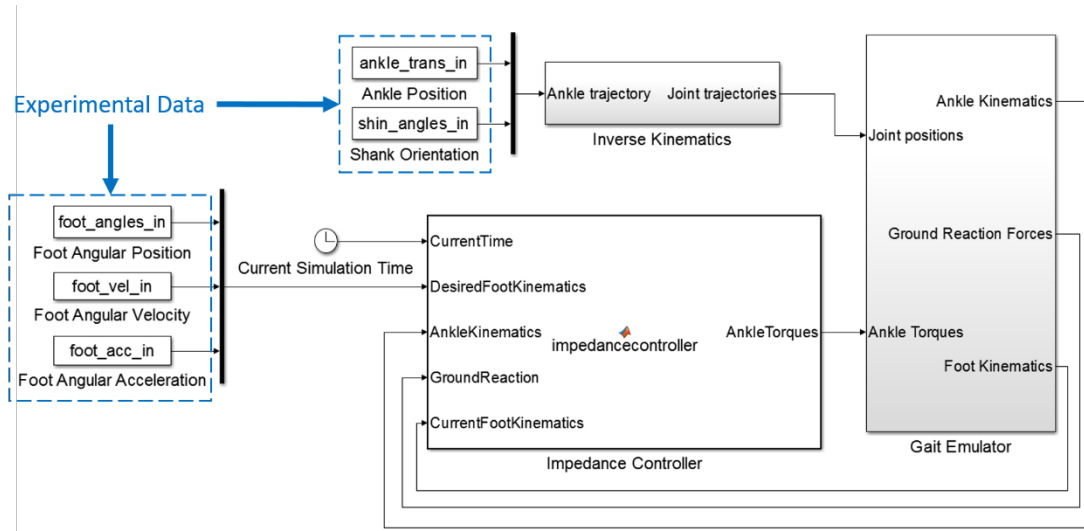 Experimental Data
ankle_trans_in
Ankle Position
shin_angles_in
Shank Orientation
Ankle trajectory
Joint trajectories
Inverse Kinematics
foot_angles_in
Foot Angular Position
foot_vel_in
Foot Angular Velocity
foot_acc_in
Foot Angular Acceleration
Current Simulation Time
CurrentTime
DesiredFootKinematics
AnkleKinematics
GroundReaction
CurrentFootKinematics
impedancecontroller
AnkleTorques
Impedance Controller
Joint positions
Ankle Torques
Ankle Kinematics
Ground Reaction Forces
Foot Kinematics
Gait Emulator